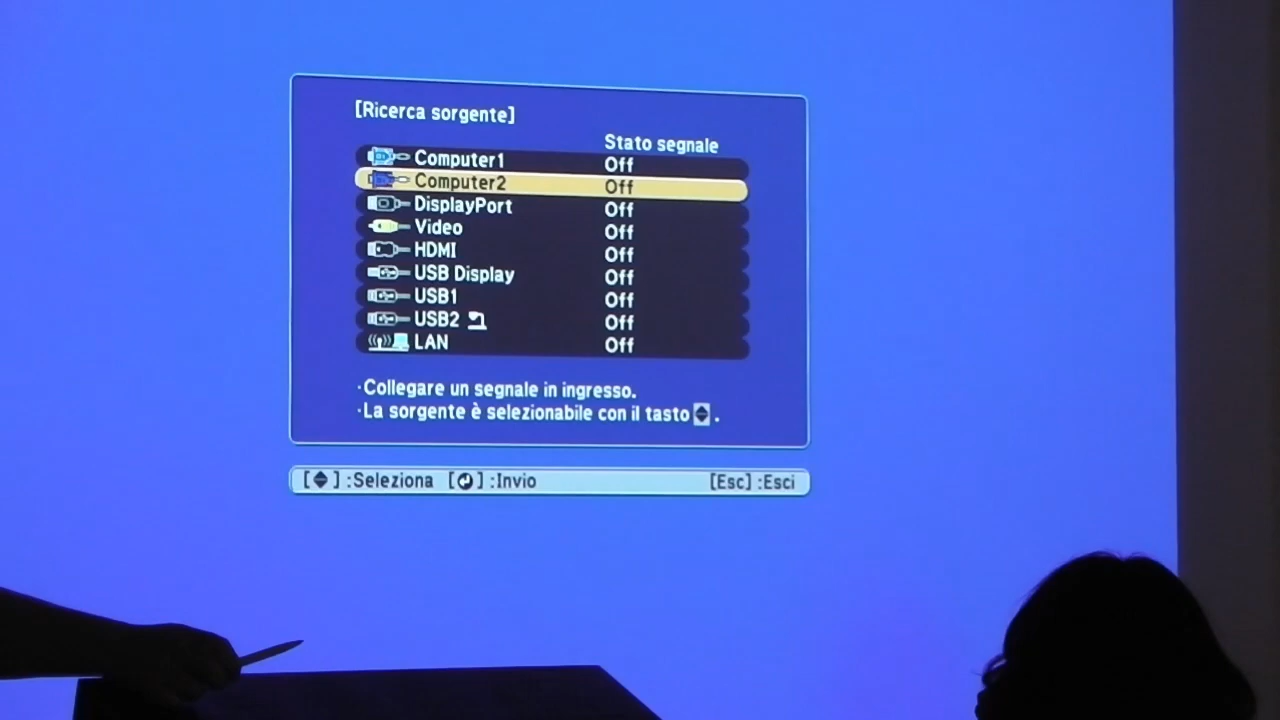 [Ricerca sorgente]
Stato segnale
Computer1 Off
Computer2 Off
DisplayPort Off
Video Off
HDMI Off
USB Display Off
USB1 Off
USB2 Off
LAN Off
·Collegare un segnale in ingresso.
·La sorgente è selezionabile con il tasto .
[ ] :Seleziona [ ] :Invio [Esc] :Esci